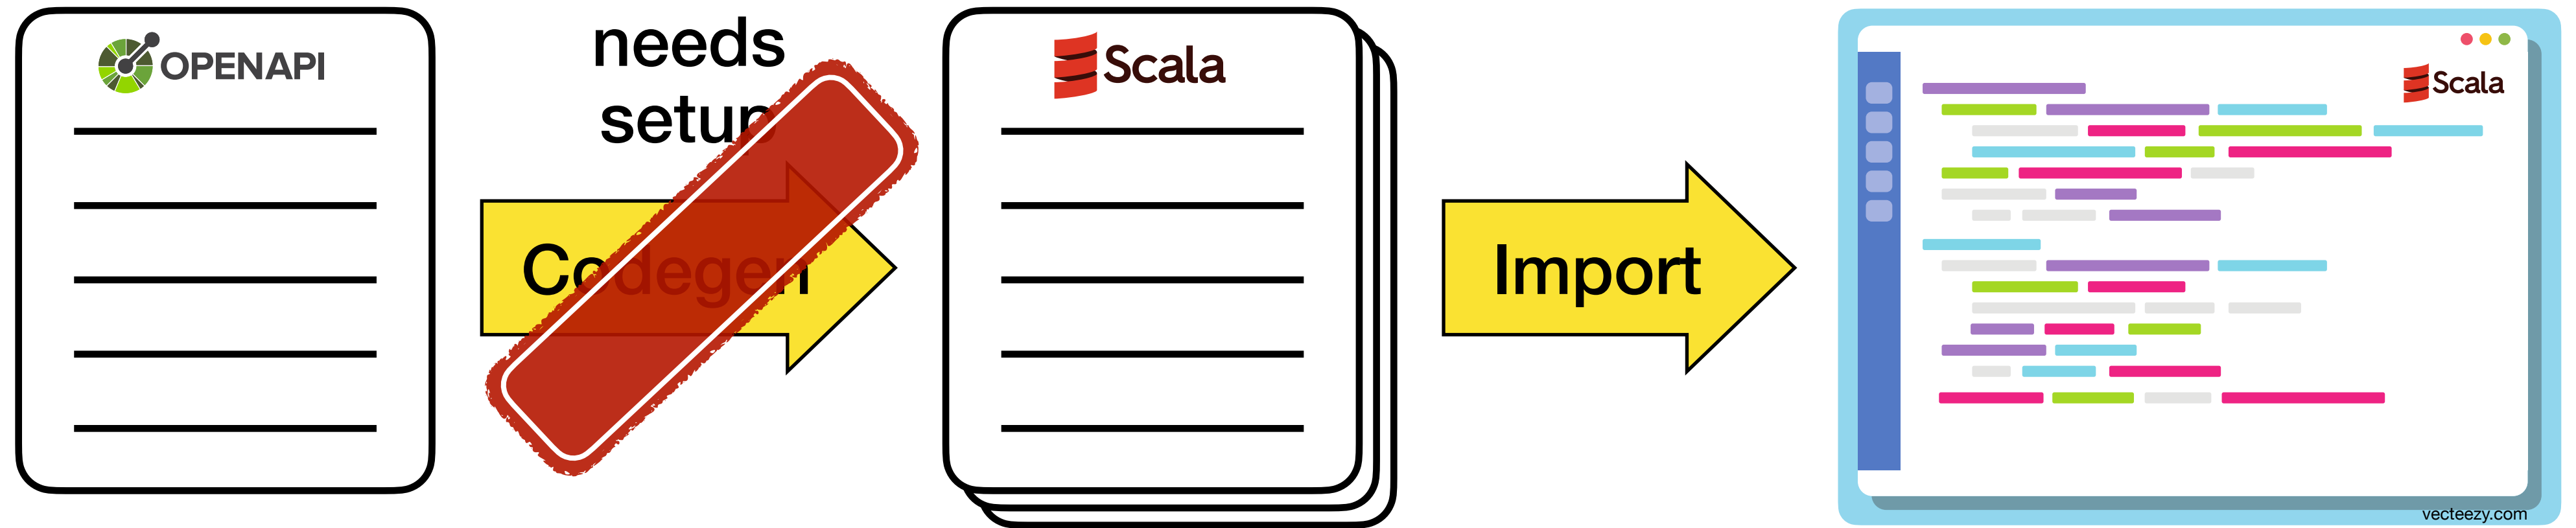 OPENAPI
needs
setup
Codegen
Scala
Import
Scala
vecteezy.com